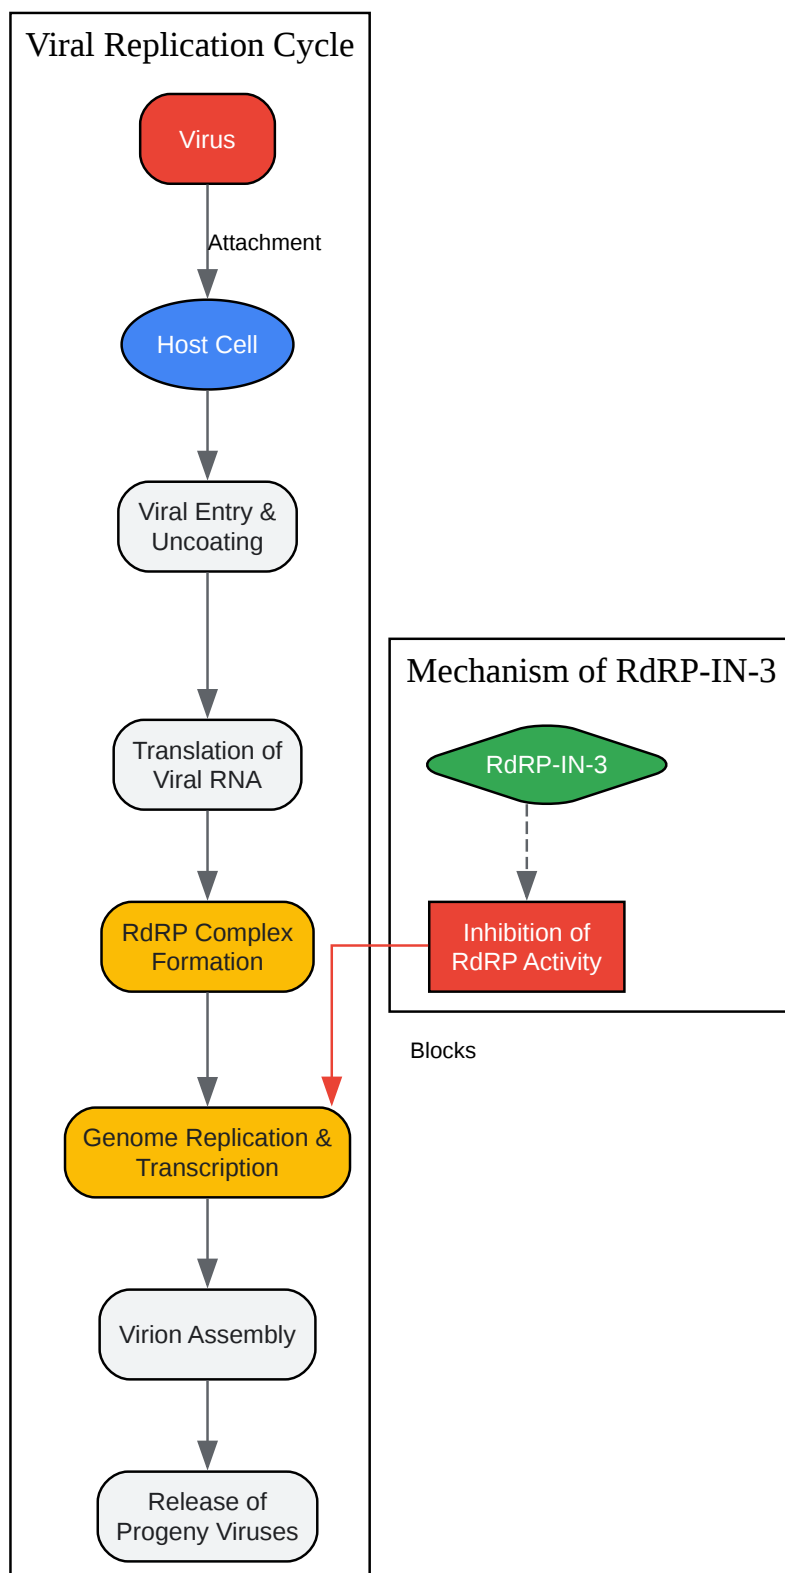 Viral Replication Cycle
Virus
Attachment
Host Cell
Viral Entry &
Uncoating
Translation of
Viral RNA
RdRP Complex
Formation
Genome Replication &
Transcription
Virion Assembly
Release of
Progeny Viruses
Mechanism of RdRP-IN-3
RdRP-IN-3
Inhibition of
RdRP Activity
Blocks